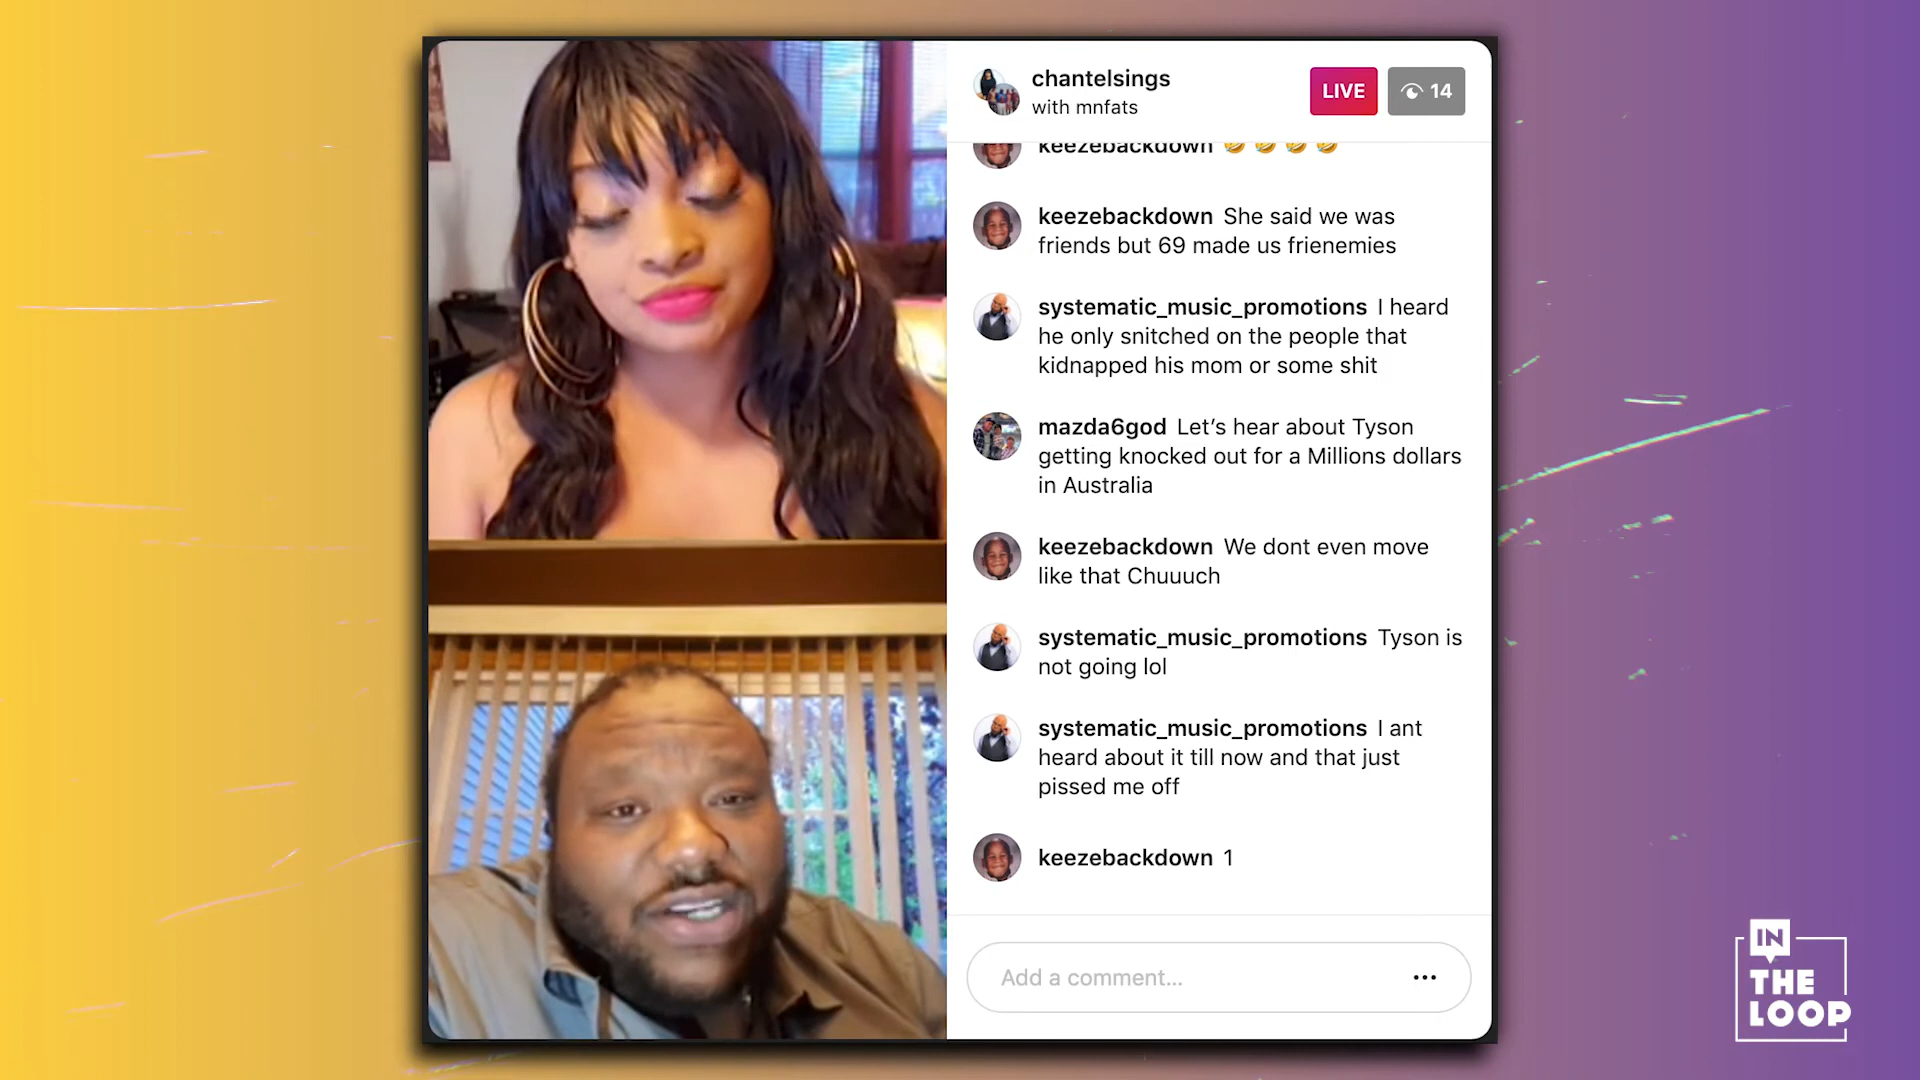 chantelsings
with mnfats
LIVE
14
keezebackdown 🤣 🤣 🤣 🤣
keezebackdown She said we was
friends but 69 made us frienemies
systematic_music_promotions I heard
he only snitched on the people that
kidnapped his mom or some shit
mazda6god Let’s hear about Tyson
getting knocked out for a Millions dollars
in Australia
keezebackdown We dont even move
like that Chuuuch
systematic_music_promotions Tyson is
not going lol
systematic_music_promotions I ant
heard about it till now and that just
pissed me off
keezebackdown 1
Add a comment...
IN
THE
LOOP